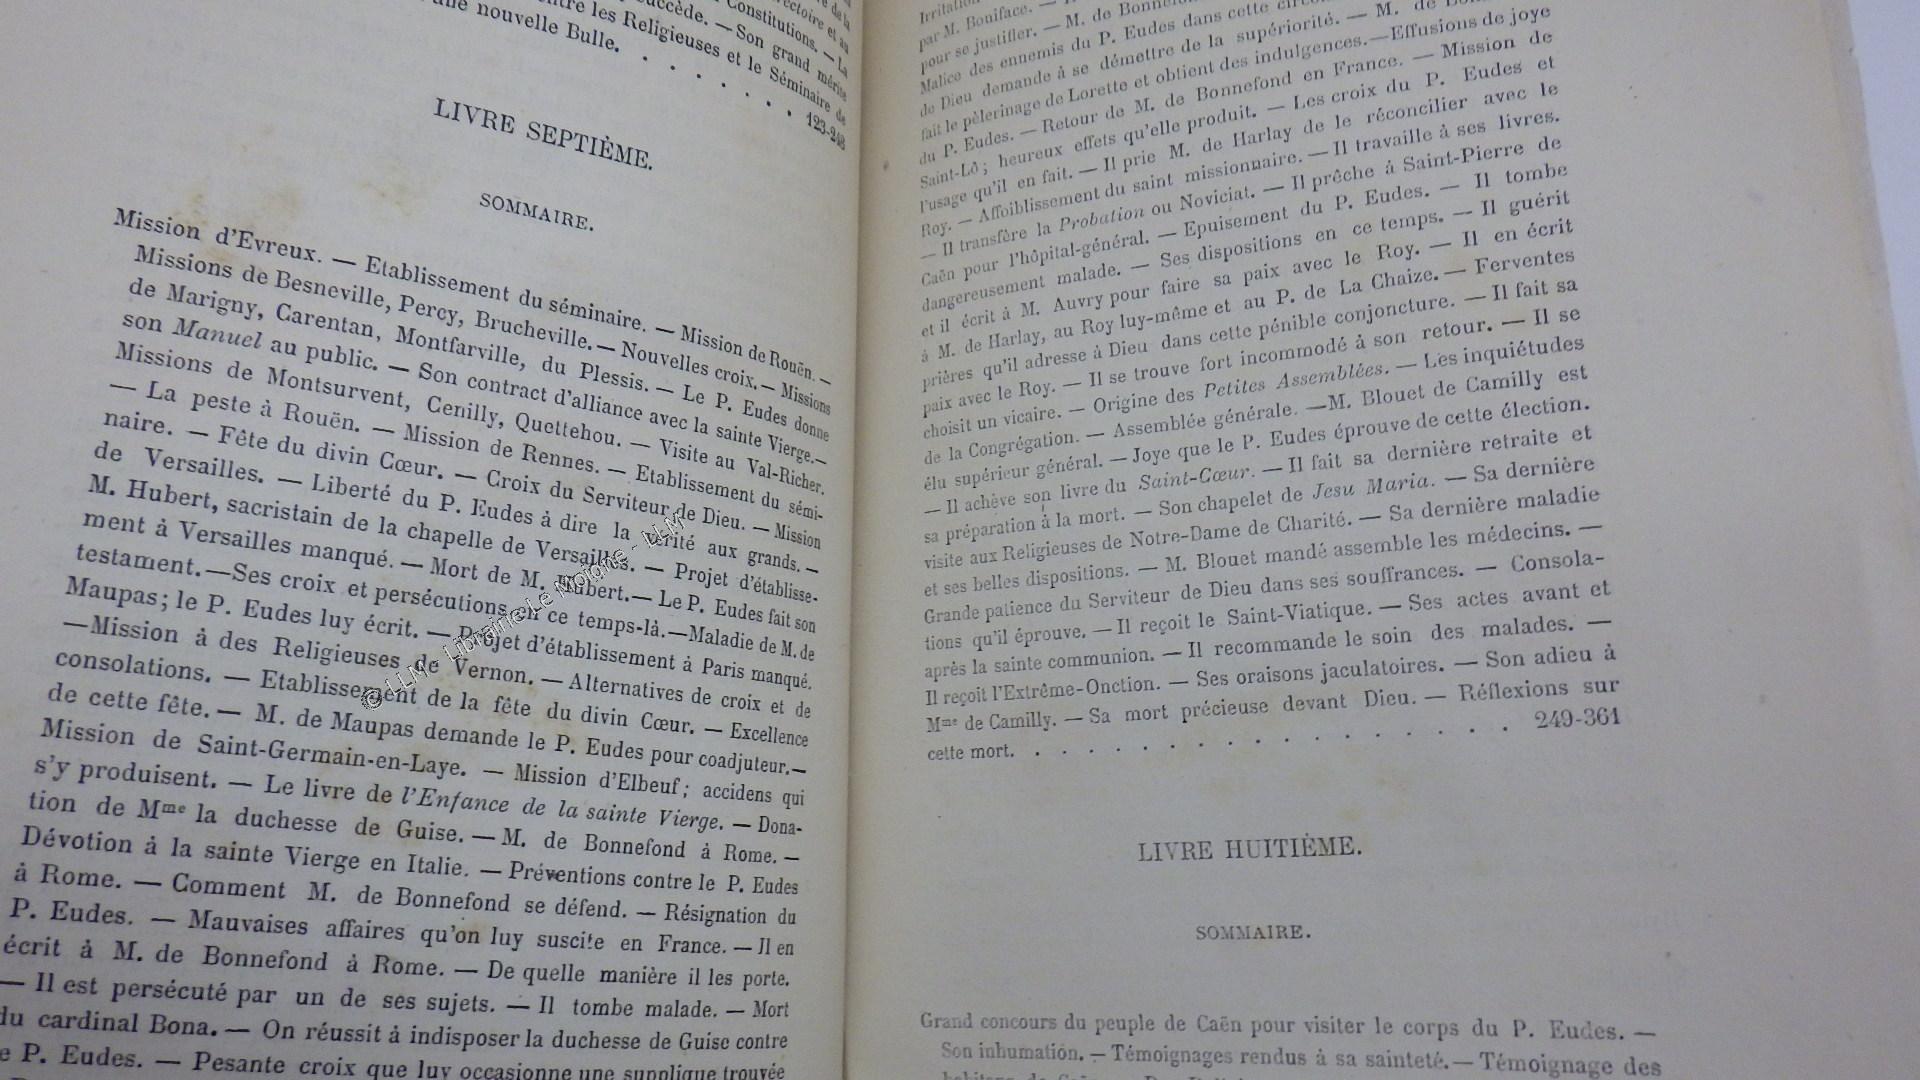 succède. — Son grand mérite
Constitutions. — La
entre les Religieuses et le Séminaire de
une nouvelle Bulle. . . . . . . . 123-248
LIVRE SEPTIÈME.
SOMMAIRE.
Mission d'Evreux. — Etablissement du séminaire. — Mission de Rouën. —
Missions de Besneville, Percy, Brucheville. — Nouvelles croix. — Missions
de Marigny, Carentan, Montfarville, du Plessis. — Le P. Eudes donne
son Manuel au public. — Son contract d'alliance avec la sainte Vierge. —
Missions de Montsurvent, Cenilly, Quettehou. — Visite au Val-Richer.
— La peste à Rouën. — Mission de Rennes. — Etablissement du sémi-
naire. — Fête du divin Cœur. — Croix du Serviteur de Dieu. — Mission
de Versailles. — Liberté du P. Eudes à dire la vérité aux grands. —
M. Hubert, sacristain de la chapelle de Versailles. — Projet d'établisse-
ment à Versailles manqué. — Mort de M. Hubert. — Le P. Eudes fait son
testament. — Ses croix et persécutions en ce temps-là. — Maladie de M. de
Maupas; le P. Eudes luy écrit. — Projet d'établissement à Paris manqué.
— Mission à des Religieuses de Vernon. — Alternatives de croix et de
consolations. — Etablissement de la fête du divin Cœur. — Excellence
de cette fête. — M. de Maupas demande le P. Eudes pour coadjuteur. —
Mission de Saint-Germain-en-Laye. — Mission d'Elbeuf; accidens qui
s'y produisent. — Le livre de l'Enfance de la sainte Vierge. — Dona-
tion de Mme la duchesse de Guise. — M. de Bonnefond à Rome. —
Dévotion à la sainte Vierge en Italie. — Préventions contre le P. Eudes
à Rome. — Comment M. de Bonnefond se défend. — Résignation du
P. Eudes. — Mauvaises affaires qu'on luy suscite en France. — Il en
écrit à M. de Bonnefond à Rome. — De quelle manière il les porte.
— Il est persécuté par un de ses sujets. — Il tombe malade. — Mort
du cardinal Bona. — On réussit à indisposer la duchesse de Guise contre
le P. Eudes. — Pesante croix que luy occasionne une supplique trouvée
© LLM - Librairie Le Moigne - LLM
Irritation
par M. Boniface. —
pour se justifier. — M. de Bonnefond
Malice des ennemis du P. Eudes dans cette
de Dieu demande à se démettre de la supériorité. — M. de
fait le pèlerinage de Lorette et obtient des indulgences. — Effusions de joye
du P. Eudes. — Retour de M. de Bonnefond en France. — Mission de
Saint-Lô; heureux effets qu'elle produit. — Les croix du P. Eudes et
l'usage qu'il en fait. — Il prie M. de Harlay de le réconcilier avec le
Roy. — Affoiblissement du saint missionnaire. — Il travaille à ses livres.
— Il transfère la Probation ou Noviciat. — Il prêche à Saint-Pierre de
Caën pour l'hôpital-général. — Epuisement du P. Eudes. — Il tombe
dangereusement malade. — Ses dispositions en ce temps. — Il guérit
et il écrit à M. Auvry pour faire sa paix avec le Roy. — Il en écrit
à M. de Harlay, au Roy luy-même et au P. de La Chaize. — Ferventes
prières qu'il adresse à Dieu dans cette pénible conjoncture. — Il fait sa
paix avec le Roy. — Il se trouve fort incommodé à son retour. — Il se
choisit un vicaire. — Origine des Petites Assemblées. — Les inquiétudes
de la Congrégation. — Assemblée générale. — M. Blouet de Camilly est
élu supérieur général. — Joye que le P. Eudes éprouve de cette élection.
— Il achève son livre du Saint-Cœur. — Il fait sa dernière retraite et
sa préparation à la mort. — Son chapelet de Jesu Maria. — Sa dernière
visite aux Religieuses de Notre-Dame de Charité. — Sa dernière maladie
et ses belles dispositions. — M. Blouet mandé assemble les médecins. —
Grande patience du Serviteur de Dieu dans ses souffrances. — Consola-
tions qu'il éprouve. — Il reçoit le Saint-Viatique. — Ses actes avant et
après la sainte communion. — Il recommande le soin des malades. —
Il reçoit l'Extrême-Onction. — Ses oraisons jaculatoires. — Son adieu à
Mme de Camilly. — Sa mort précieuse devant Dieu. — Réflexions sur
cette mort. . . . . . . . . . . . . . . . . . 249-361
LIVRE HUITIÈME.
SOMMAIRE.
Grand concours du peuple de Caën pour visiter le corps du P. Eudes. —
Son inhumation. — Témoignages rendus à sa sainteté. — Témoignage des